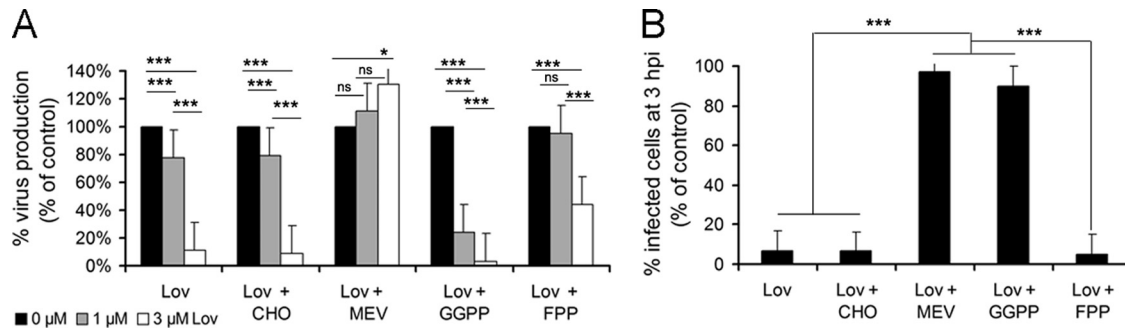 A
% virus production
(% of control)
140%
120%
100%
80%
60%
40%
20%
0%
***
***
***
***
***
***
*
ns
ns
***
***
***
***
ns
***
Lov
Lov +
CHO
Lov +
MEV
Lov +
GGPP
Lov +
FPP
0 µM 1 µM 3 µM Lov
B
% infected cells at 3 hpi
(% of control)
100
80
60
40
20
0
***
***
Lov
Lov +
CHO
Lov +
MEV
Lov +
GGPP
Lov +
FPP